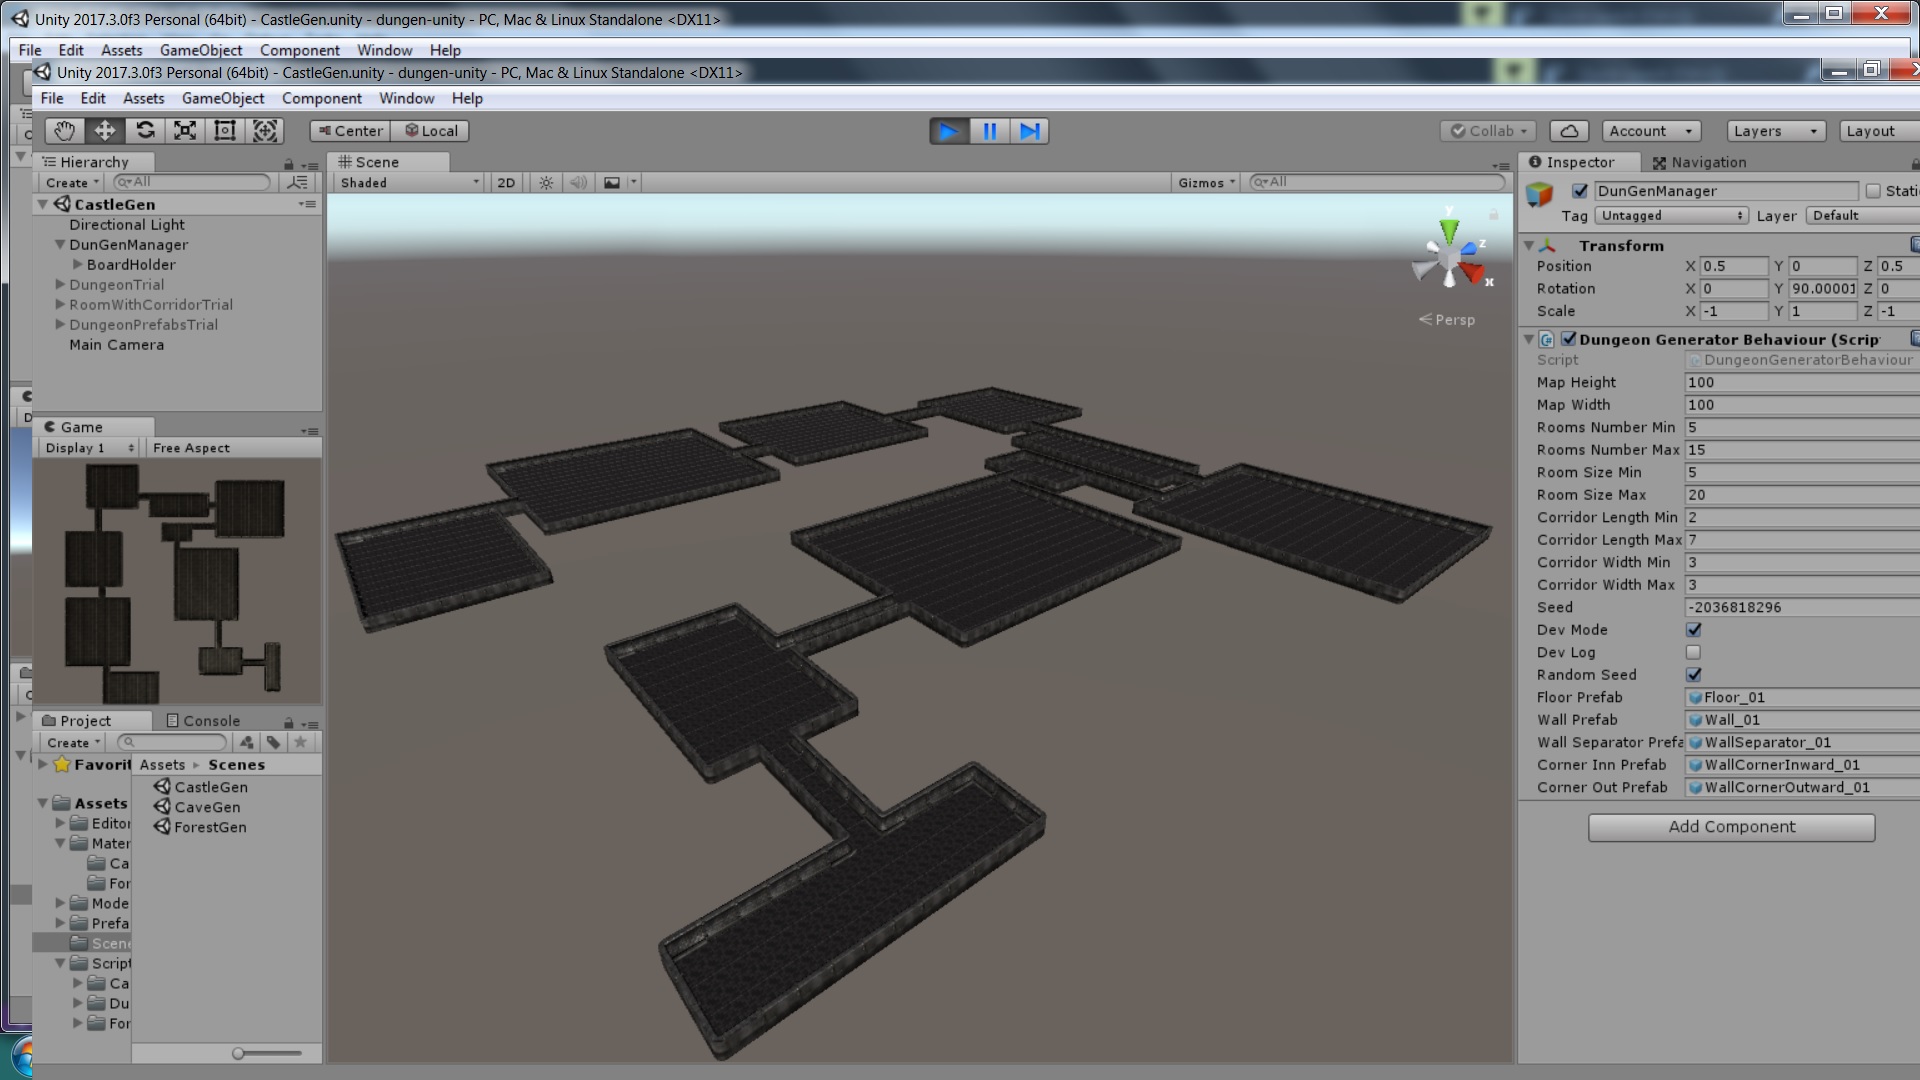 Unity 2017.3.0f3 Personal (64bit) - CastleGen.unity - dungen-unity - PC, Mac & Linux Standalone <DX11>
File Edit Assets GameObject Component Window Help
Unity 2017.3.0f3 Personal (64bit) - CastleGen.unity - dungen-unity - PC, Mac & Linux Standalone <DX11>
File Edit Assets GameObject Component Window Help
Center Local Collab Account Layers Layout
Hierarchy
Create All
CastleGen
Directional Light
DunGenManager
BoardHolder
DungeonTrial
RoomWithCorridorTrial
DungeonPrefabsTrial
Main Camera
Game
Display 1 Free Aspect
Project Console
Create
Favorit
Assets
Editor
Mater
Ca
For
Mode
Prefa
Scene
Script
Ca
Du
For
Assets Scenes
CastleGen
CaveGen
ForestGen
Scene
Shaded 2D Gizmos All
y
z
x
Persp
Inspector Navigation
DunGenManager Stati
Tag Untagged Layer Default
Transform
Position X 0.5 Y 0 Z 0.5
Rotation X 0 Y 90.00001 Z 0
Scale X -1 Y 1 Z -1
Dungeon Generator Behaviour (Scrip
Script DungeonGeneratorBehaviour
Map Height 100
Map Width 100
Rooms Number Min 5
Rooms Number Max 15
Room Size Min 5
Room Size Max 20
Corridor Length Min 2
Corridor Length Max 7
Corridor Width Min 3
Corridor Width Max 3
Seed -2036818296
Dev Mode
Dev Log
Random Seed
Floor Prefab Floor_01
Wall Prefab Wall_01
Wall Separator Prefa WallSeparator_01
Corner Inn Prefab WallCornerInward_01
Corner Out Prefab WallCornerOutward_01
Add Component